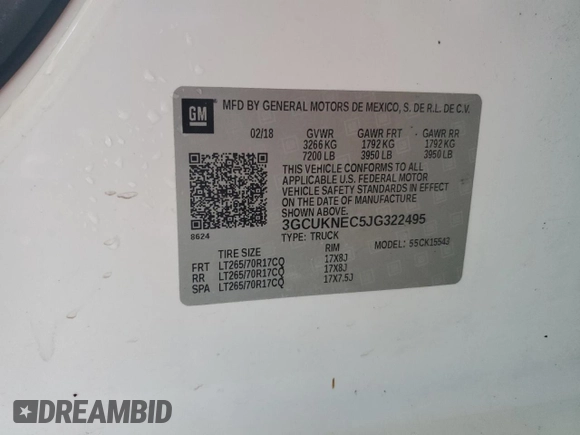 GM
MFD BY GENERAL MOTORS DE MEXICO, S. DE R.L. DE C.V.
02/18 GVWR GAWR FRT GAWR RR
3266 KG 1792 KG 1792 KG
7200 LB 3950 LB 3950 LB
THIS VEHICLE CONFORMS TO ALL
APPLICABLE U.S. FEDERAL MOTOR
VEHICLE SAFETY STANDARDS IN EFFECT
ON THE DATE OF MANUFACTURE
SHOWN ABOVE.
3GCUKNEC5JG322495
8624 TYPE: TRUCK 5SCK15543
TIRE SIZE RIM
FRT LT265/70R17CQ 17X8J
RR LT265/70R17CQ 17X8J
SPA LT265/70R17CQ 17X7.5J
DREAMBID